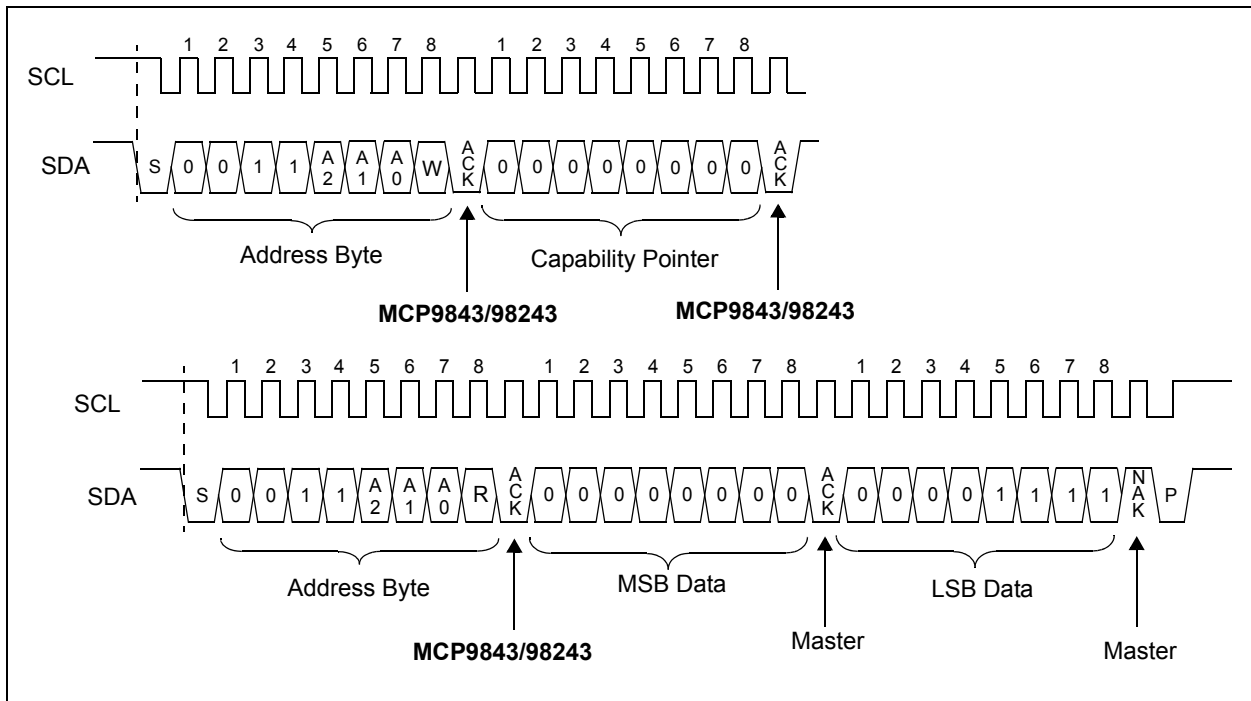 1 2 3 4 5 6 7 8 1 2 3 4 5 6 7 8
SCL
SDA
S 0 0 1 1 A2 A1 A0 W ACK 0 0 0 0 0 0 0 0 ACK
Address Byte
Capability Pointer
MCP9843/98243
MCP9843/98243
1 2 3 4 5 6 7 8 1 2 3 4 5 6 7 8 1 2 3 4 5 6 7 8
SCL
SDA
S 0 0 1 1 A2 A1 A0 R ACK 0 0 0 0 0 0 0 0 ACK 0 0 0 0 1 1 1 1 NAK P
Address Byte
MSB Data
LSB Data
MCP9843/98243
Master
Master